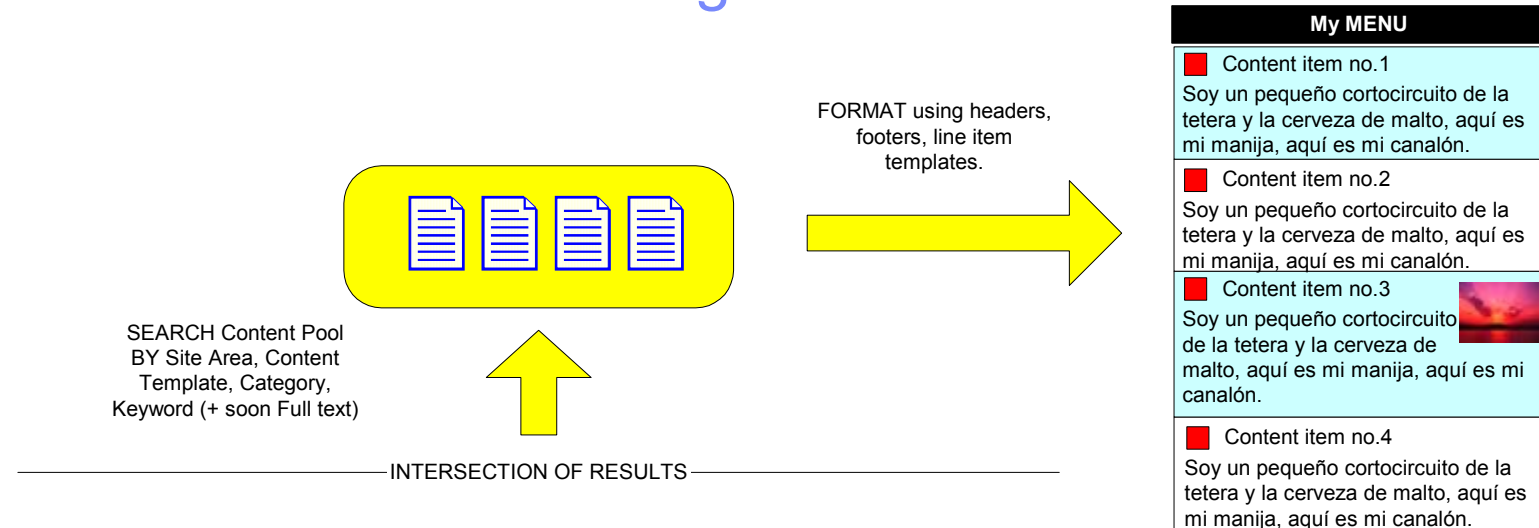 FORMAT using headers,
footers, line item
templates.
SEARCH Content Pool
BY Site Area, Content
Template, Category,
Keyword (+ soon Full text)
INTERSECTION OF RESULTS
My MENU
Content item no.1
Soy un pequeño cortocircuito de la
tetera y la cerveza de malto, aquí es
mi manija, aquí es mi canalón.
Content item no.2
Soy un pequeño cortocircuito de la
tetera y la cerveza de malto, aquí es
mi manija, aquí es mi canalón.
Content item no.3
Soy un pequeño cortocircuito
de la tetera y la cerveza de
malto, aquí es mi manija, aquí es mi
canalón.
Content item no.4
Soy un pequeño cortocircuito de la
tetera y la cerveza de malto, aquí es
mi manija, aquí es mi canalón.